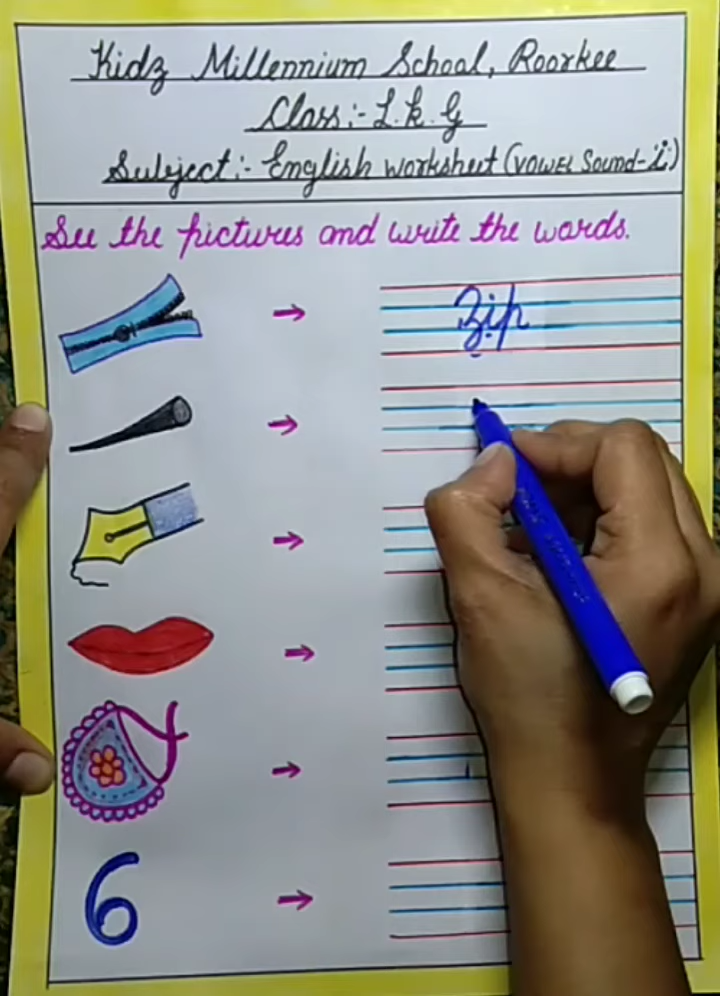 Kidz Millennium School, Roorkee
Class:- L.K.G
Subject:- English worksheet (VOWEL Sound-i)
See the pictures and write the words.
Zip
6